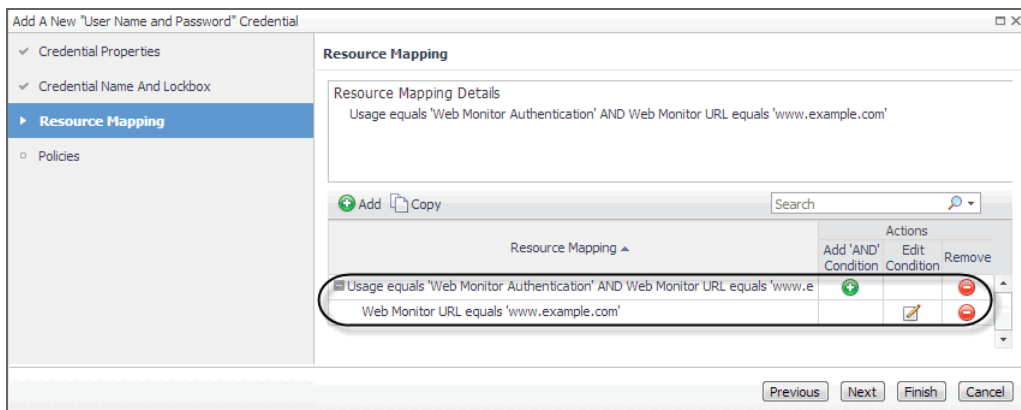 Add A New "User Name and Password" Credential
Credential Properties
Credential Name And Lockbox
Resource Mapping
Policies
Resource Mapping
Resource Mapping Details
Usage equals 'Web Monitor Authentication' AND Web Monitor URL equals 'www.example.com'
Add Copy Search
Resource Mapping
Actions
Add 'AND' Condition
Edit Condition
Remove
Usage equals 'Web Monitor Authentication' AND Web Monitor URL equals 'www.e
Web Monitor URL equals 'www.example.com'
Previous Next Finish Cancel